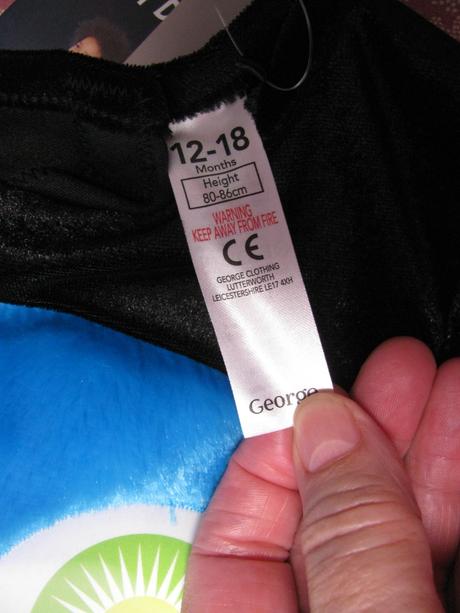 12-18
Months
Height
80-86cm
WARNING
KEEP AWAY FROM FIRE
CE
GEORGE CLOTHING
LUTTERWORTH
LEICESTERSHIRE LE17 4XH
George